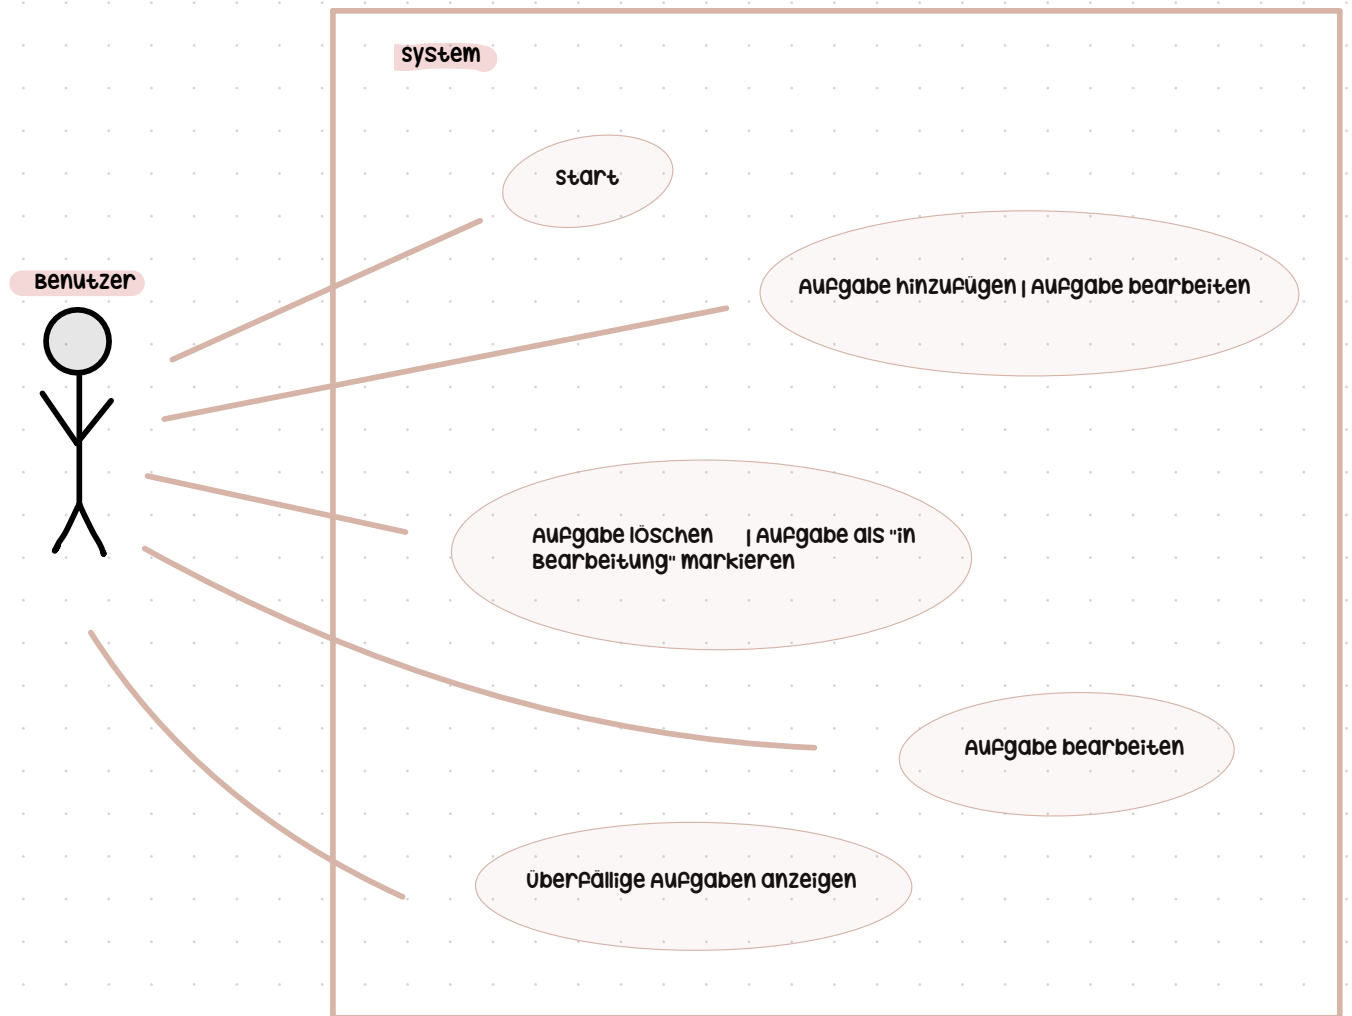 System
Start
Benutzer
Aufgabe hinzufügen | Aufgabe bearbeiten
Aufgabe löschen | Aufgabe als "in
Bearbeitung" markieren
Aufgabe bearbeiten
Überfällige Aufgaben anzeigen